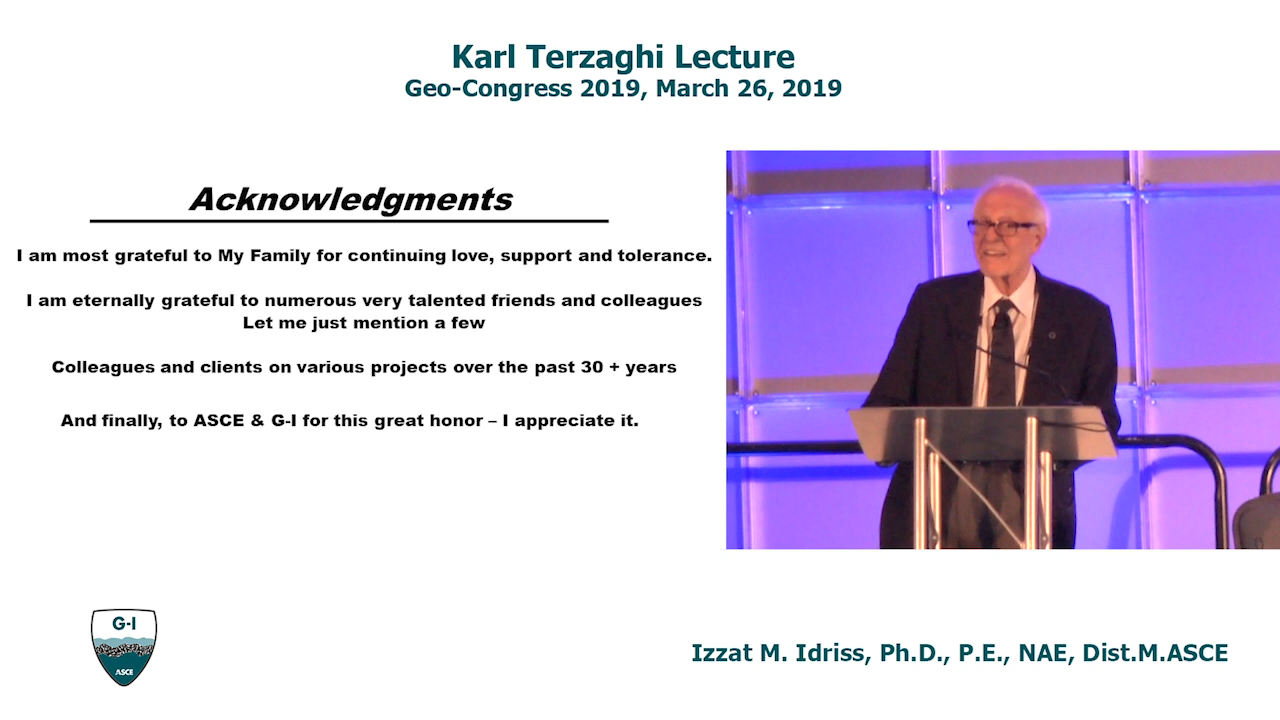 Karl Terzaghi Lecture
Geo-Congress 2019, March 26, 2019
Acknowledgments
I am most grateful to My Family for continuing love, support and tolerance.
I am eternally grateful to numerous very talented friends and colleagues
Let me just mention a few
Colleagues and clients on various projects over the past 30 + years
And finally, to ASCE & G-I for this great honor – I appreciate it.
G-I
ASCE
Izzat M. Idriss, Ph.D., P.E., NAE, Dist.M.ASCE